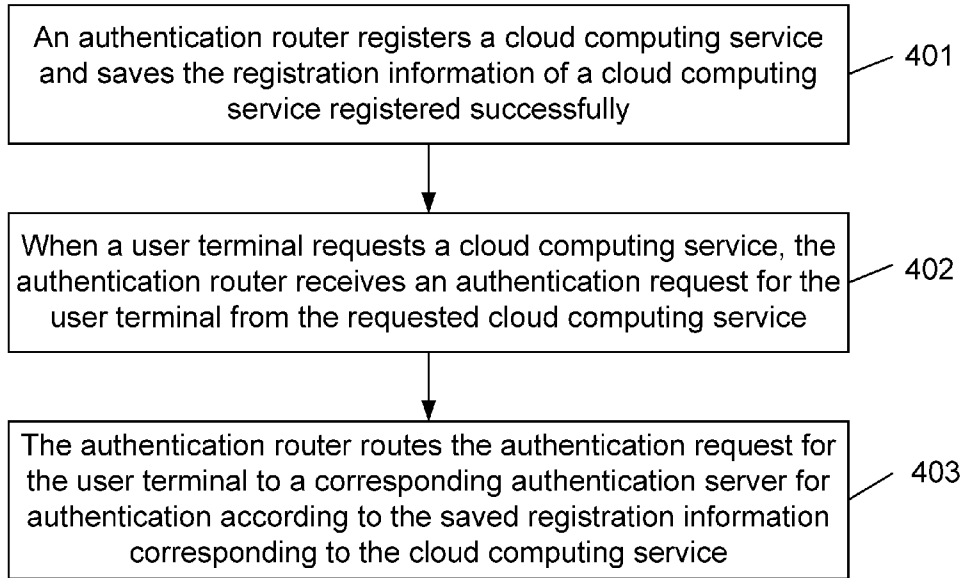 An authentication router registers a cloud computing service
and saves the registration information of a cloud computing
service registered successfully
401
When a user terminal requests a cloud computing service, the
authentication router receives an authentication request for the
user terminal from the requested cloud computing service
402
The authentication router routes the authentication request for
the user terminal to a corresponding authentication server for
authentication according to the saved registration information
corresponding to the cloud computing service
403